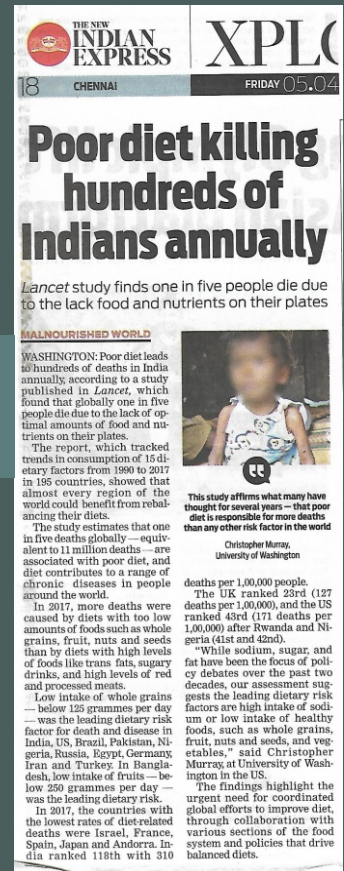 THE NEW
INDIAN
EXPRESS
XPLO
18
CHENNAI
FRIDAY 05.04
Poor diet killing
hundreds of
Indians annually
Lancet study finds one in five people die due
to the lack food and nutrients on their plates
MALNOURISHED WORLD
WASHINGTON: Poor diet leads
to hundreds of deaths in India
annually, according to a study
published in Lancet, which
found that globally one in five
people die due to the lack of op-
timal amounts of food and nu-
trients on their plates.
The report, which tracked
trends in consumption of 15 di-
etary factors from 1990 to 2017
in 195 countries, showed that
almost every region of the
world could benefit from rebal-
ancing their diets.
The study estimates that one
in five deaths globally — equiv-
alent to 11 million deaths — are
associated with poor diet, and
diet contributes to a range of
chronic diseases in people
around the world.
In 2017, more deaths were
caused by diets with too low
amounts of foods such as whole
grains, fruit, nuts and seeds
than by diets with high levels
of foods like trans fats, sugary
drinks, and high levels of red
and processed meats.
Low intake of whole grains
— below 125 grammes per day
— was the leading dietary risk
factor for death and disease in
India, US, Brazil, Pakistan, Ni-
geria, Russia, Egypt, Germany,
Iran and Turkey. In Bangla-
desh, low intake of fruits — be-
low 250 grammes per day —
was the leading dietary risk.
In 2017, the countries with
the lowest rates of diet-related
deaths were Israel, France,
Spain, Japan and Andorra. In-
dia ranked 118th with 310
This study affirms what many have
thought for several years — that poor
diet is responsible for more deaths
than any other risk factor in the world
Christopher Murray,
University of Washington
deaths per 1,00,000 people.
The UK ranked 23rd (127
deaths per 1,00,000), and the US
ranked 43rd (171 deaths per
1,00,000) after Rwanda and Ni-
geria (41st and 42nd).
"While sodium, sugar, and
fat have been the focus of poli-
cy debates over the past two
decades, our assessment sug-
gests the leading dietary risk
factors are high intake of sodi-
um or low intake of healthy
foods, such as whole grains,
fruit, nuts and seeds, and veg-
etables," said Christopher
Murray, at University of Wash-
ington in the US.
The findings highlight the
urgent need for coordinated
global efforts to improve diet,
through collaboration with
various sections of the food
system and policies that drive
balanced diets.